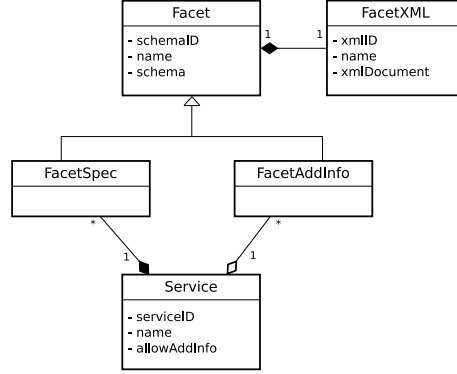 Facet
- schemaID
- name
- schema
1
1
FacetXML
- xmlID
- name
- xmlDocument
FacetSpec
FacetAddInfo
*
*
1
1
Service
- serviceID
- name
- allowAddInfo